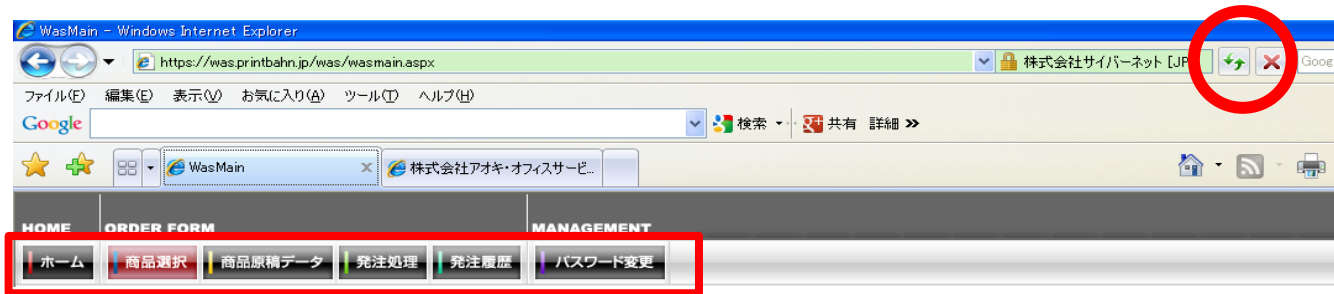 WasMain - Windows Internet Explorer
https://was.printbahn.jp/was/wasmain.aspx 株式会社サイバーネット [JP Goog
ファイル(F) 編集(E) 表示(V) お気に入り(A) ツール(T) ヘルプ(H)
Google 検索 共有 詳細 »
WasMain 株式会社アオキ・オフィスサービ...
HOME ORDER FORM MANAGEMENT
ホーム 商品選択 商品原稿データ 発注処理 発注履歴 パスワード変更